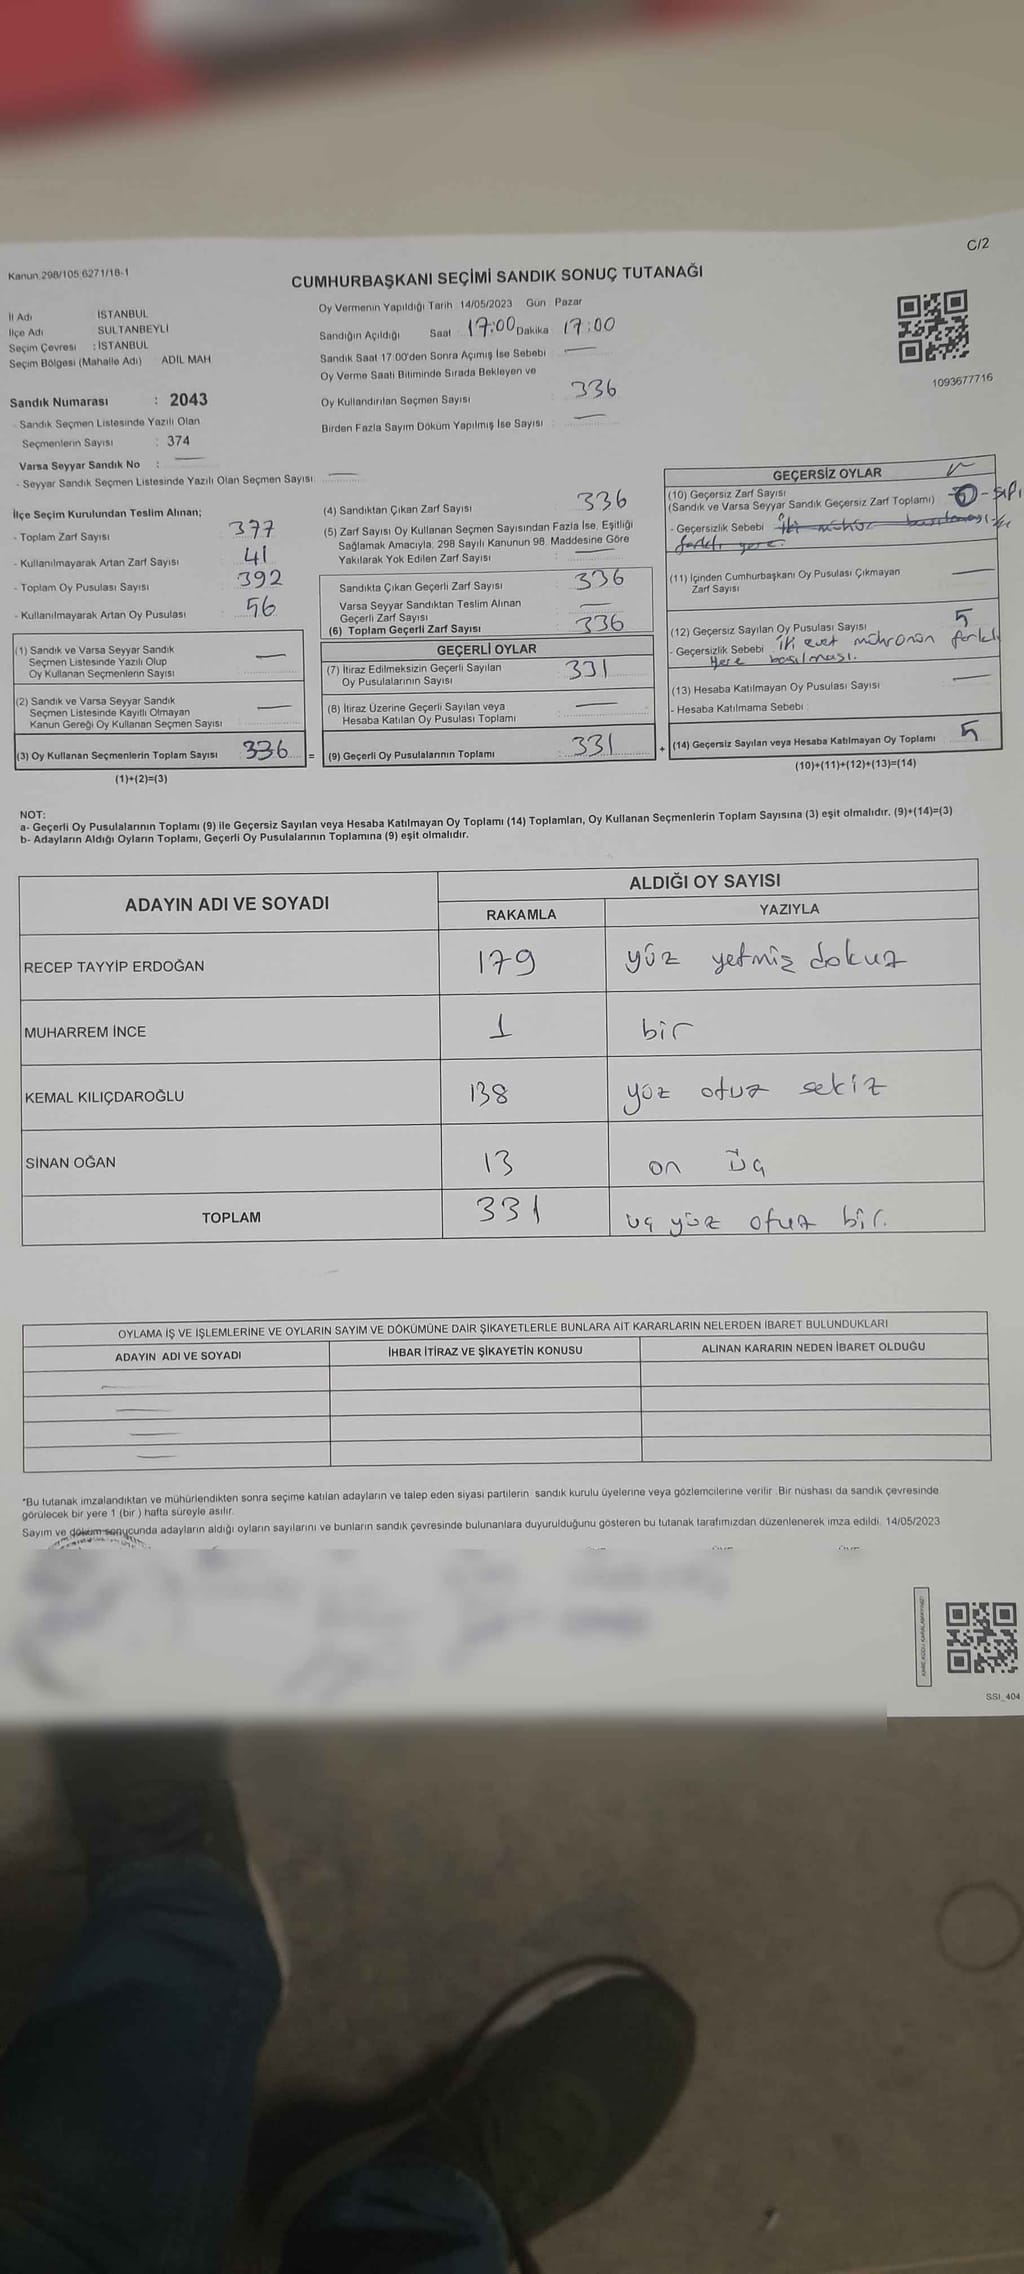 C/2
Kanun.298/105.6271/18-1
CUMHURBAŞKANI SEÇİMİ SANDIK SONUÇ TUTANAĞI
İl Adı İSTANBUL
İlçe Adı SULTANBEYLİ
Seçim Çevresi : İSTANBUL
Seçim Bölgesi (Mahalle Adı) ADİL MAH
Sandık Numarası : 2043
- Sandık Seçmen Listesinde Yazılı Olan
Seçmenlerin Sayısı : 374
Varsa Seyyar Sandık No :
- Seyyar Sandık Seçmen Listesinde Yazılı Olan Seçmen Sayısı
Oy Vermenin Yapıldığı Tarih 14/05/2023 Gün Pazar
Sandığın Açıldığı Saat 17:00 Dakika 17:00
Sandık Saat 17.00'den Sonra Açımış İse Sebebi
Oy Verme Saati Bitiminde Sırada Bekleyen ve
Oy Kullandırılan Seçmen Sayısı 336
Birden Fazla Sayım Döküm Yapılmış İse Sayısı
1093677716
İlçe Seçim Kurulundan Teslim Alınan;
- Toplam Zarf Sayısı 377
- Kullanılmayarak Artan Zarf Sayısı 41
- Toplam Oy Pusulası Sayısı 392
- Kullanılmayarak Artan Oy Pusulası 56
(1) Sandık ve Varsa Seyyar Sandık
Seçmen Listesinde Yazılı Olup
Oy Kullanan Seçmenlerin Sayısı
(2) Sandık ve Varsa Seyyar Sandık
Seçmen Listesinde Kayıtlı Olmayan
Kanun Gereği Oy Kullanan Seçmen Sayısı
(3) Oy Kullanan Seçmenlerin Toplam Sayısı 336 =
(1)+(2)=(3)
(4) Sandıktan Çıkan Zarf Sayısı 336
(5) Zarf Sayısı Oy Kullanan Seçmen Sayısından Fazla İse, Eşitliği
Sağlamak Amacıyla, 298 Sayılı Kanunun 98. Maddesine Göre
Yakılarak Yok Edilen Zarf Sayısı
Sandıkta Çıkan Geçerli Zarf Sayısı 336
Varsa Seyyar Sandıktan Teslim Alınan
Geçerli Zarf Sayısı
(6) Toplam Geçerli Zarf Sayısı 336
GEÇERLİ OYLAR
(7) İtiraz Edilmeksizin Geçerli Sayılan
Oy Pusulalarının Sayısı 331
(8) İtiraz Üzerine Geçerli Sayılan veya
Hesaba Katılan Oy Pusulası Toplamı
(9) Geçerli Oy Pusulalarının Toplamı 331 +
GEÇERSİZ OYLAR
(10) Geçersiz Zarf Sayısı
(Sandık ve Varsa Seyyar Sandık Geçersiz Zarf Toplamı) 0 - sıfı
- Geçersizlik Sebebi iki mühür basılması
farklı yere.
(11) İçinden Cumhurbaşkanı Oy Pusulası Çıkmayan
Zarf Sayısı
(12) Geçersiz Sayılan Oy Pusulası Sayısı 5
- Geçersizlik Sebebi iki evet mührünün farklı
yere basılması.
(13) Hesaba Katılmayan Oy Pusulası Sayısı
- Hesaba Katılmama Sebebi
(14) Geçersiz Sayılan veya Hesaba Katılmayan Oy Toplamı 5
(10)+(11)+(12)+(13)=(14)
NOT:
a- Geçerli Oy Pusulalarının Toplamı (9) ile Geçersiz Sayılan veya Hesaba Katılmayan Oy Toplamı (14) Toplamları, Oy Kullanan Seçmenlerin Toplam Sayısına (3) eşit olmalıdır. (9)+(14)=(3)
b- Adayların Aldığı Oyların Toplamı, Geçerli Oy Pusulalarının Toplamına (9) eşit olmalıdır.
ADAYIN ADI VE SOYADI ALDIĞI OY SAYISI
RAKAMLA YAZIYLA
RECEP TAYYİP ERDOĞAN 179 yüz yetmiş dokuz
MUHARREM İNCE 1 bir
KEMAL KILIÇDAROĞLU 138 yüz otuz sekiz
SİNAN OĞAN 13 on üç
TOPLAM 331 üç yüz otuz bir.
OYLAMA İŞ VE İŞLEMLERİNE VE OYLARIN SAYIM VE DÖKÜMÜNE DAİR ŞİKAYETLERLE BUNLARA AİT KARARLARIN NELERDEN İBARET BULUNDUKLARI
ADAYIN ADI VE SOYADI İHBAR İTİRAZ VE ŞİKAYETİN KONUSU ALINAN KARARIN NEDEN İBARET OLDUĞU
*Bu tutanak imzalandıktan ve mühürlendikten sonra seçime katılan adayların ve talep eden siyasi partilerin sandık kurulu üyelerine veya gözlemcilerine verilir .Bir nüshası da sandık çevresinde
görülecek bir yere 1 (bir ) hafta süreyle asılır.
Sayım ve döküm sonucunda adayların aldığı oyların sayılarını ve bunların sandık çevresinde bulunanlara duyurulduğunu gösteren bu tutanak tarafımızdan düzenlenerek imza edildi. 14/05/2023
SSI_404